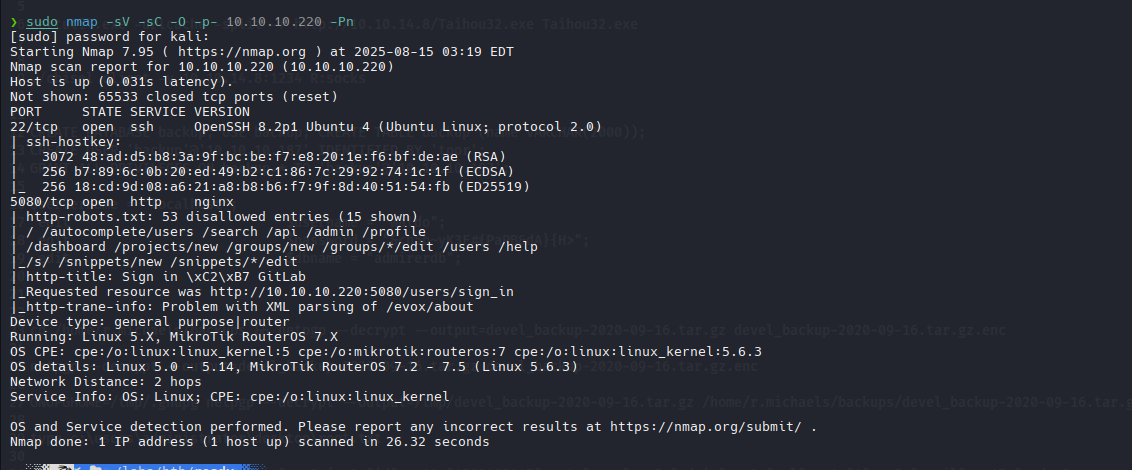 ❯ sudo nmap -sV -sC -O -p- 10.10.10.220 -Pn
[sudo] password for kali:
Starting Nmap 7.95 ( https://nmap.org ) at 2025-08-15 03:19 EDT
Nmap scan report for 10.10.10.220 (10.10.10.220)
Host is up (0.031s latency).
Not shown: 65533 closed tcp ports (reset)
PORT     STATE SERVICE VERSION
22/tcp   open  ssh     OpenSSH 8.2p1 Ubuntu 4 (Ubuntu Linux; protocol 2.0)
| ssh-hostkey:
|   3072 48:ad:d5:b8:3a:9f:bc:be:f7:e8:20:1e:f6:bf:de:ae (RSA)
|   256 b7:89:6c:0b:20:ed:49:b2:c1:86:7c:29:92:74:1c:1f (ECDSA)
|_  256 18:cd:9d:08:a6:21:a8:b8:b6:f7:9f:8d:40:51:54:fb (ED25519)
5080/tcp open  http    nginx
| http-robots.txt: 53 disallowed entries (15 shown)
| / /autocomplete/users /search /api /admin /profile
| /dashboard /projects/new /groups/new /groups/*/edit /users /help
|_/s/ /snippets/new /snippets/*/edit
| http-title: Sign in \xC2\xB7 GitLab
|_Requested resource was http://10.10.10.220:5080/users/sign_in
|_http-trane-info: Problem with XML parsing of /evox/about
Device type: general purpose|router
Running: Linux 5.X, MikroTik RouterOS 7.X
OS CPE: cpe:/o:linux:linux_kernel:5 cpe:/o:mikrotik:routeros:7 cpe:/o:linux:linux_kernel:5.6.3
OS details: Linux 5.0 - 5.14, MikroTik RouterOS 7.2 - 7.5 (Linux 5.6.3)
Network Distance: 2 hops
Service Info: OS: Linux; CPE: cpe:/o:linux:linux_kernel
OS and Service detection performed. Please report any incorrect results at https://nmap.org/submit/ .
Nmap done: 1 IP address (1 host up) scanned in 26.32 seconds